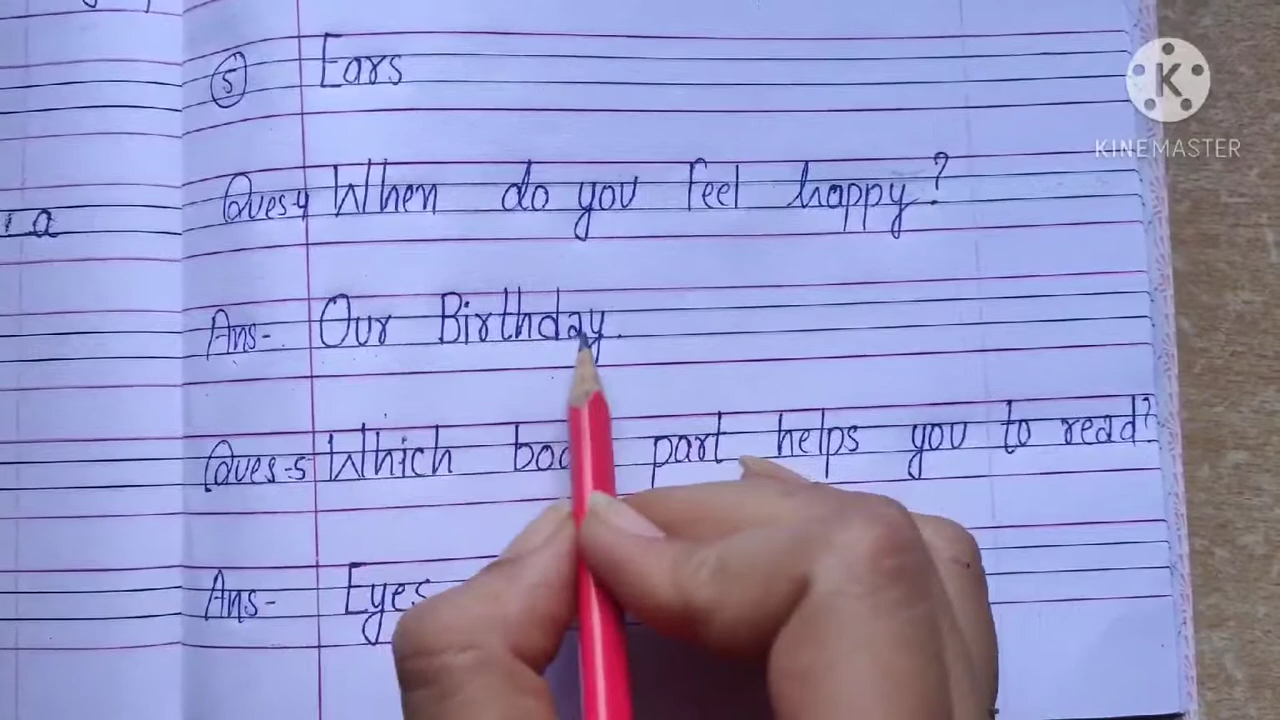 5 Ears
Ques 4 When do you feel happy?
a
Ans- Our Birthday.
Ques-5 Which part helps you to read?
Ans- Eyes
K
KINEMASTER